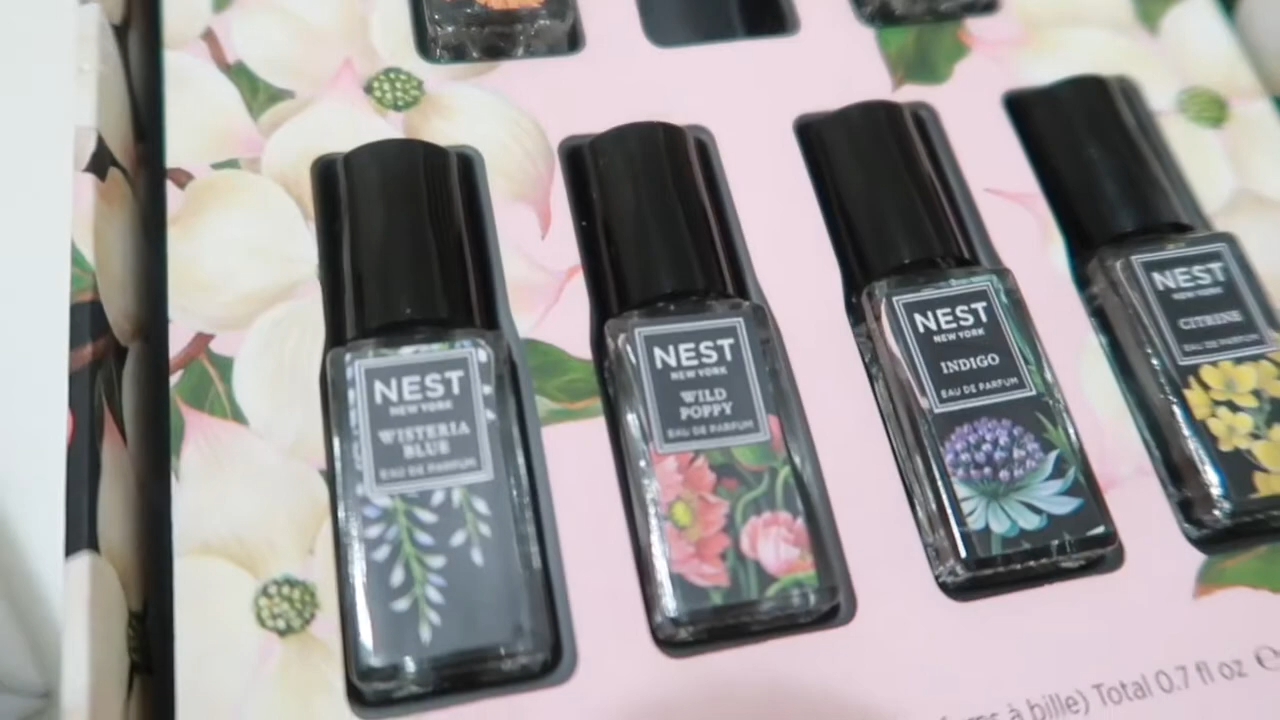 NEST
NEW YORK
WISTERIA
BLUE
EAU DE PARFUM
NEST
NEW YORK
WILD
POPPY
EAU DE PARFUM
NEST
NEW YORK
INDIGO
EAU DE PARFUM
NEST
NEW YORK
CITRINE
EAU DE PARFUM
à bille) Total 0.7 fl oz ℮